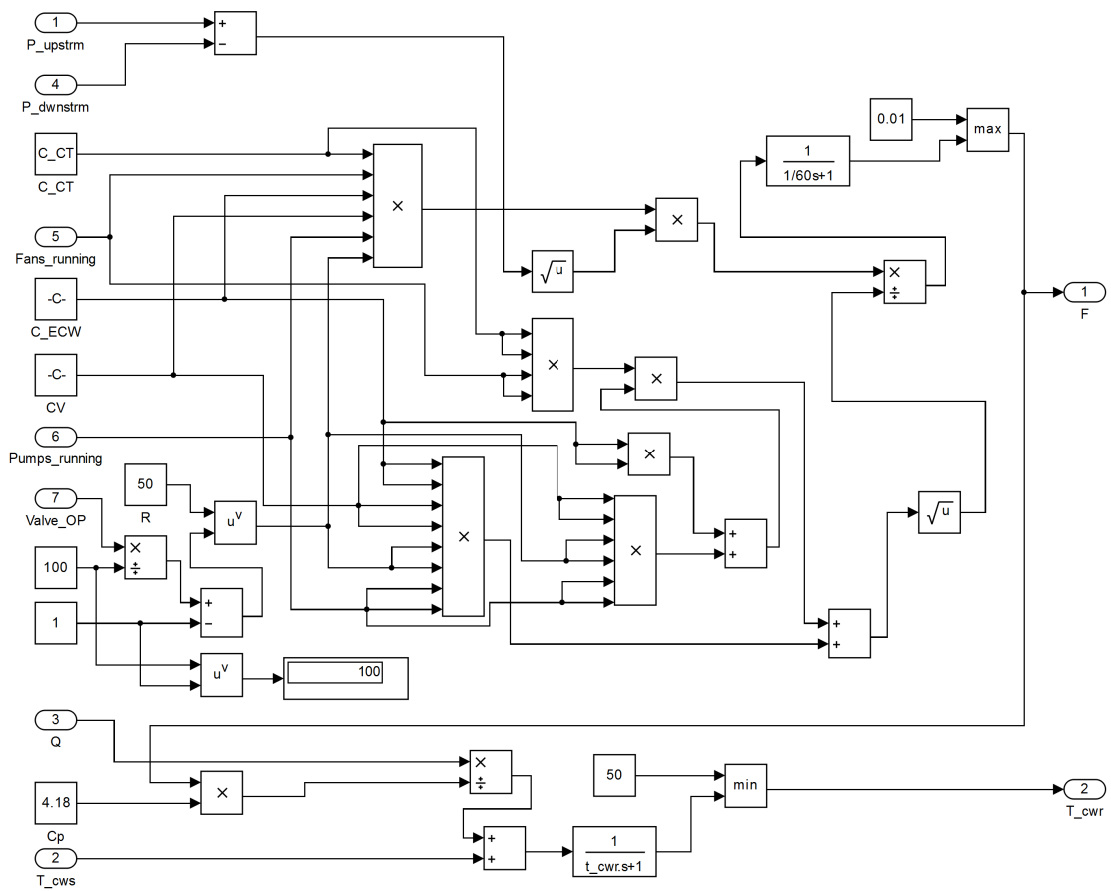 1
+
−
P_upstrm
4
P_dwnstrm
0.01
max
C_CT
C_CT
1
1/60s+1
×
5
Fans_running
×
√u
×
÷
-C-
C_ECW
1
F
×
×
-C-
CV
6
Pumps_running
×
50
R
7
Valve_OP
u^v
√u
×
÷
×
×
+
+
100
1
+
−
+
+
u^v
100
3
Q
×
÷
50
min
2
T_cwr
4.18
Cp
×
+
+
1
t_cwr.s+1
2
T_cws